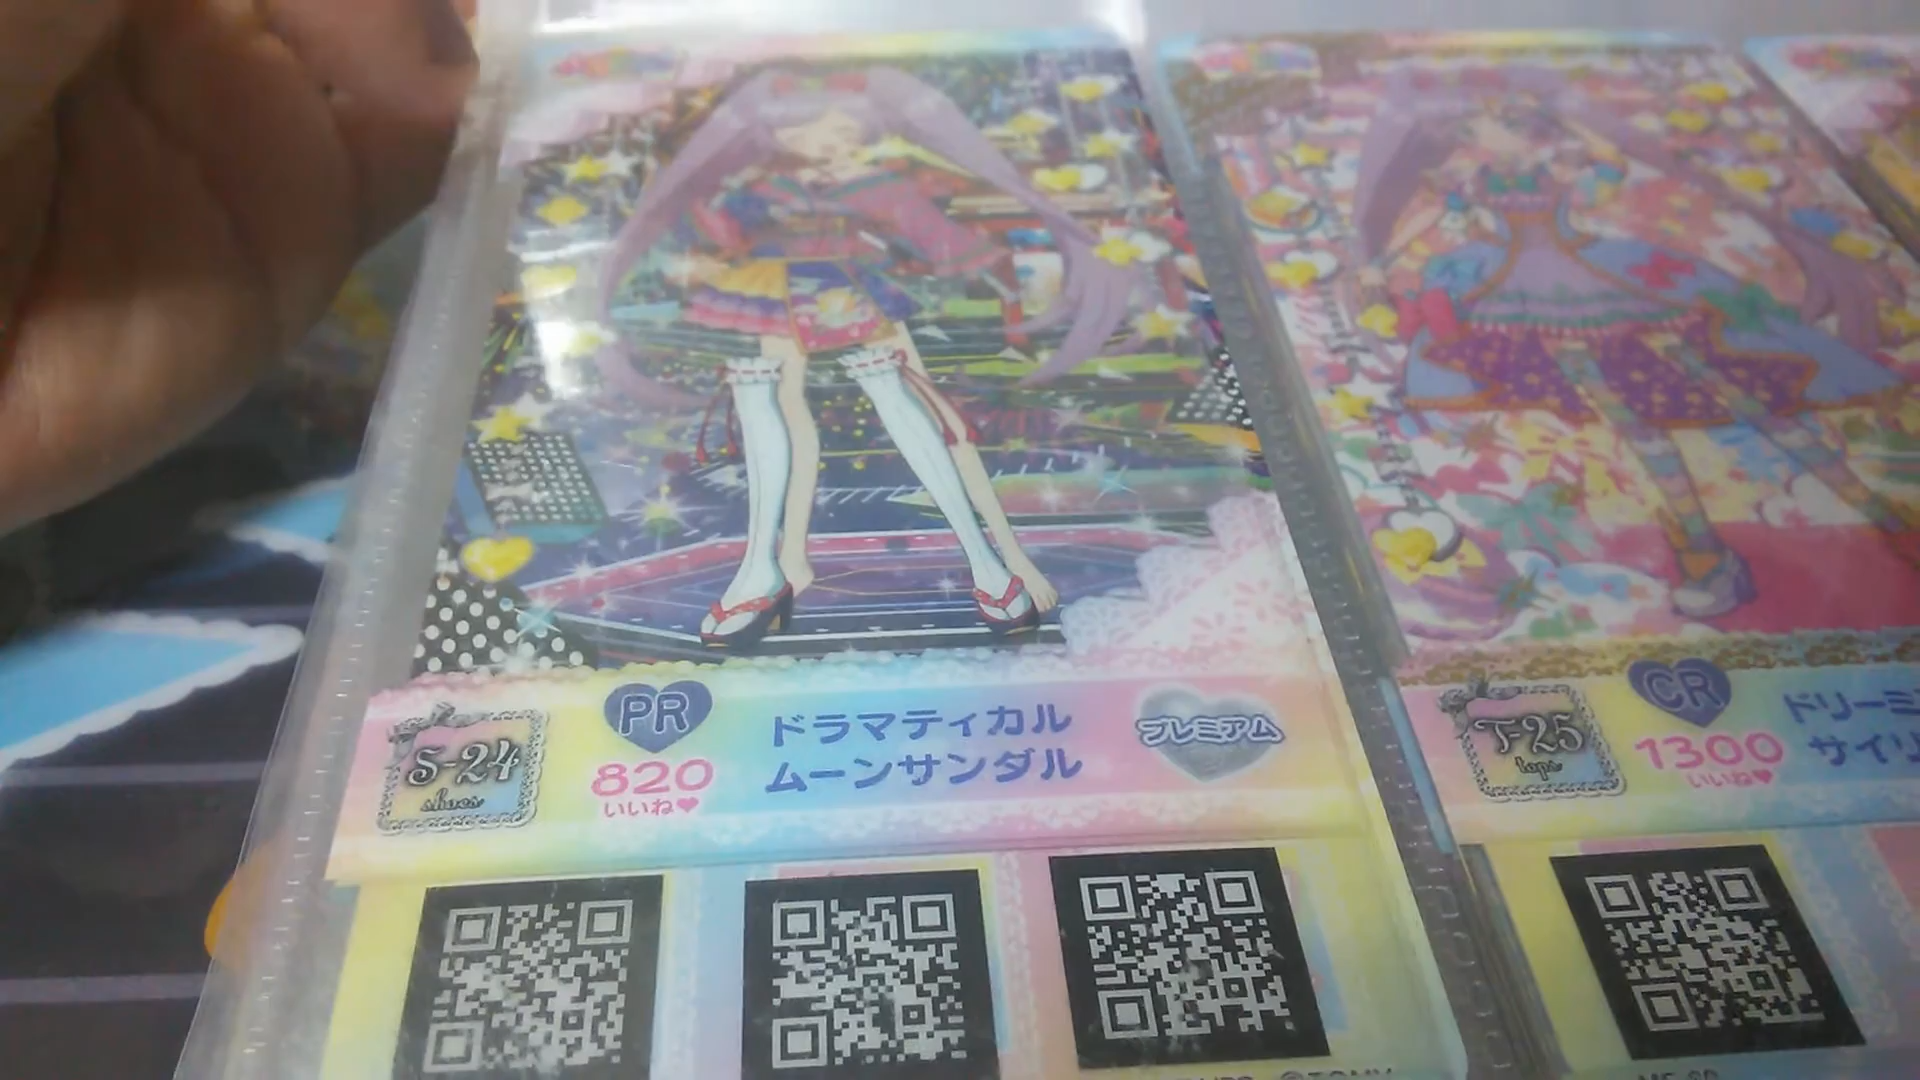 S-24
shoes
PR
820
いいね♥
ドラマティカル
ムーンサンダル
プレミアム
T-25
tops
CR
1300
いいね♥
ドリーミ
サイリ